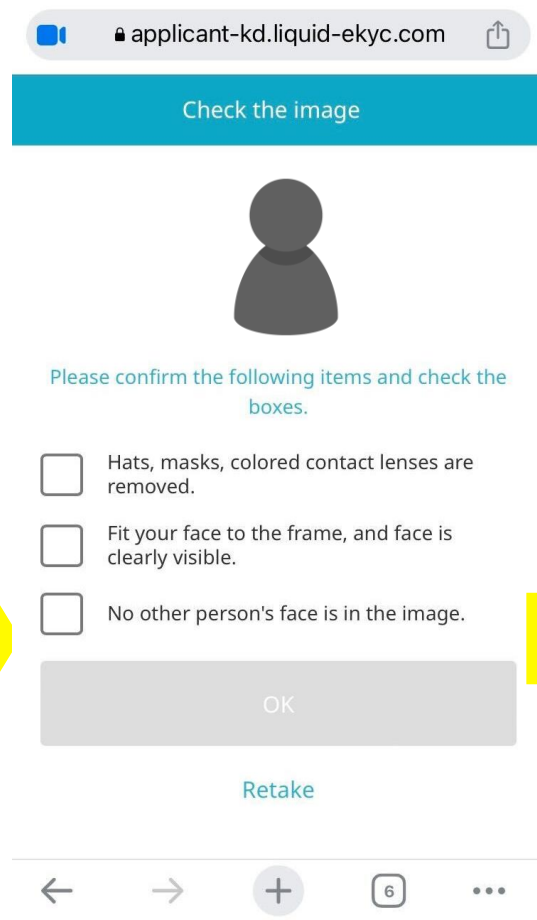 applicant-kd.liquid-ekyc.com
Check the image
Please confirm the following items and check the
boxes.
Hats, masks, colored contact lenses are
removed.
Fit your face to the frame, and face is
clearly visible.
No other person's face is in the image.
OK
Retake
6